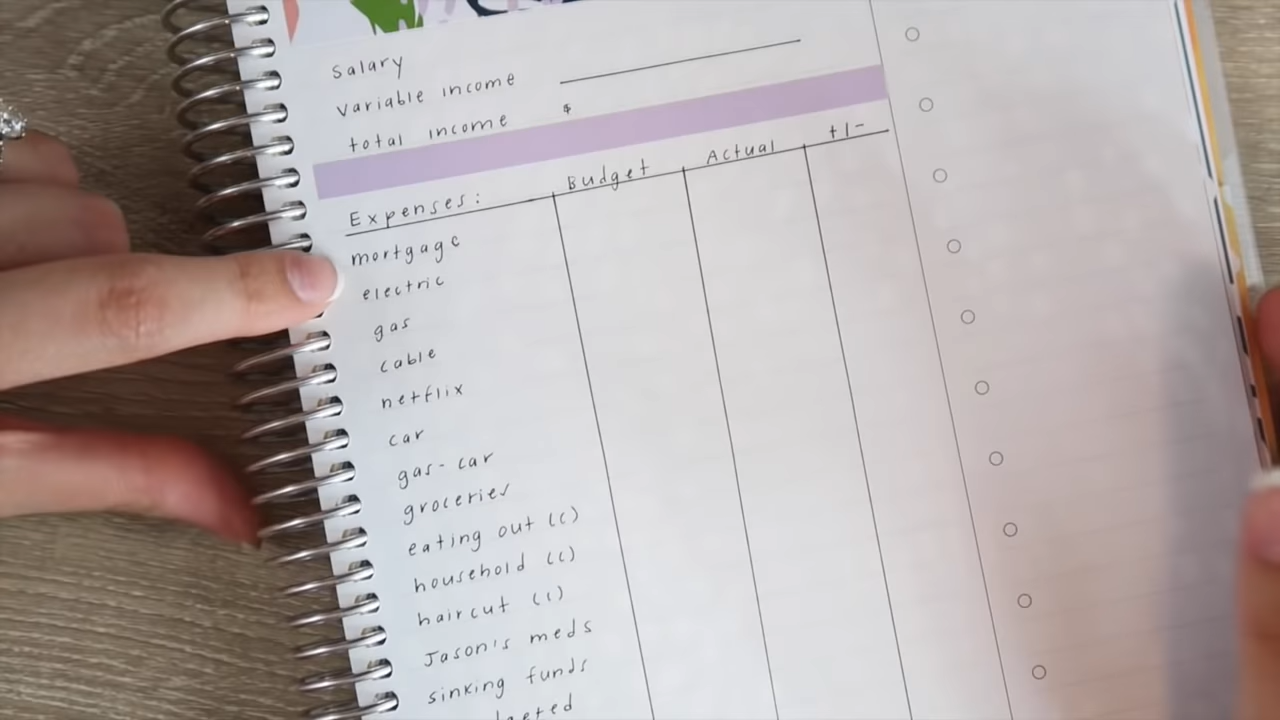 salary
variable income
total income $
Expenses: Budget Actual +/-
mortgage
electric
gas
cable
netflix
car
gas-car
groceries
eating out (c)
household (c)
haircut (c)
Jason's meds
sinking funds